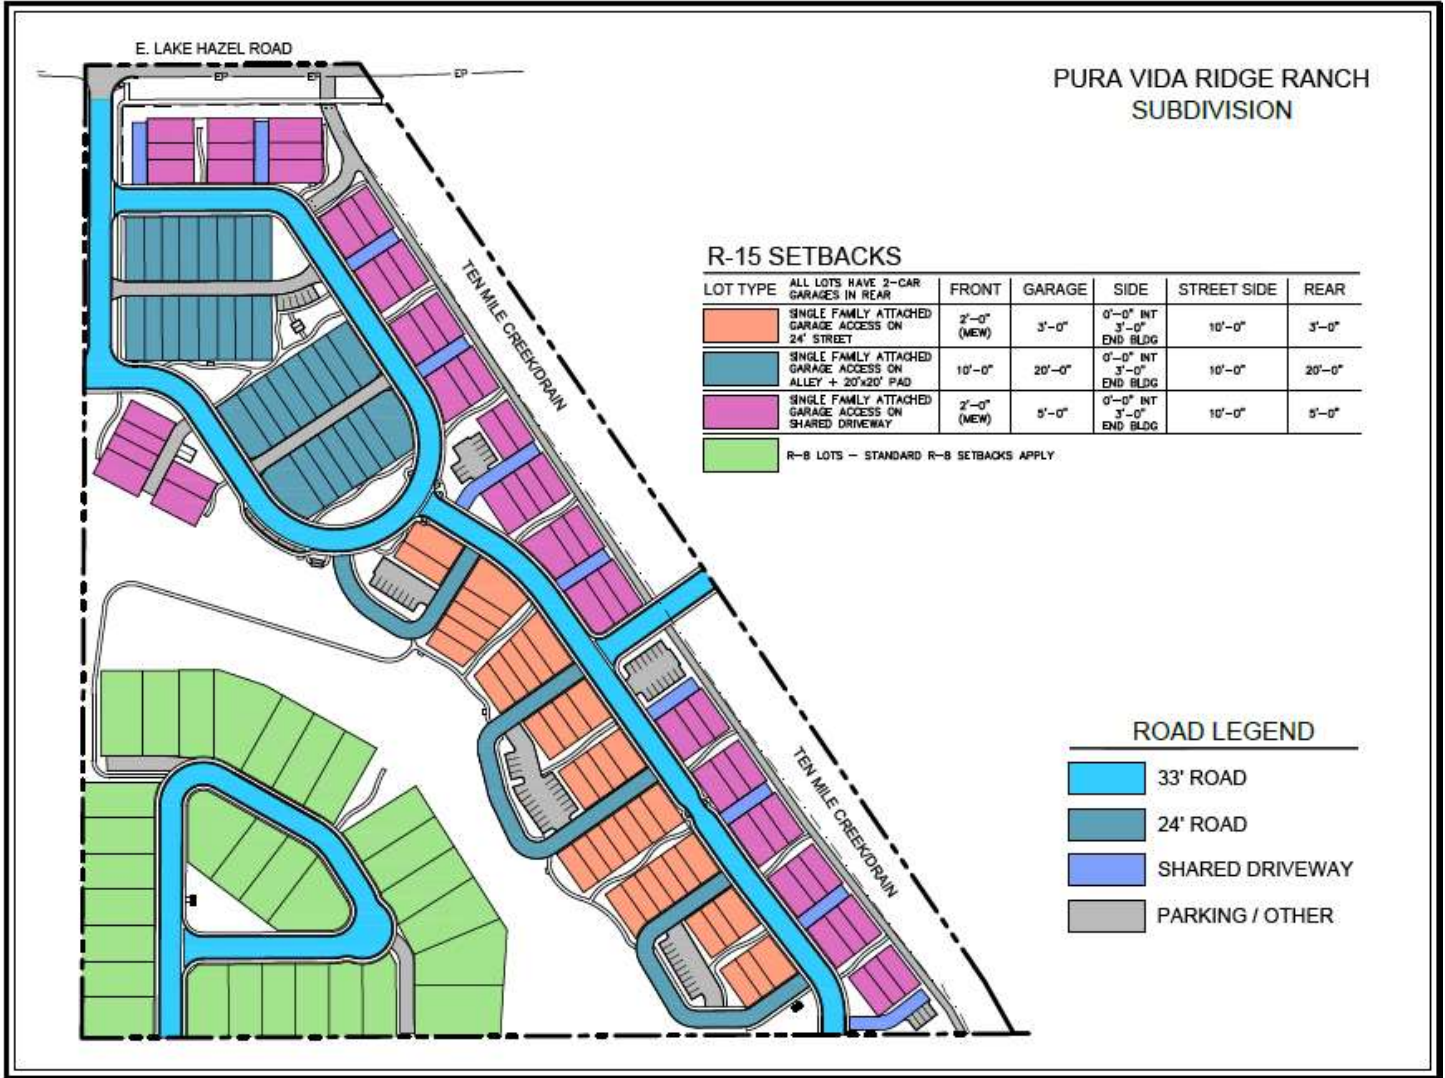 E. LAKE HAZEL ROAD
EP EP EP
PURA VIDA RIDGE RANCH
SUBDIVISION
TEN MILE CREEK/DRAIN
R-15 SETBACKS
LOT TYPE ALL LOTS HAVE 2-CAR GARAGES IN REAR FRONT GARAGE SIDE STREET SIDE REAR
SINGLE FAMILY ATTACHED
GARAGE ACCESS ON
24' STREET
2'-0"
(MEW)
3'-0"
0'-0" INT
3'-0"
END BLDG
10'-0"
3'-0"
SINGLE FAMILY ATTACHED
GARAGE ACCESS ON
ALLEY + 20'x20' PAD
10'-0"
20'-0"
0'-0" INT
3'-0"
END BLDG
10'-0"
20'-0"
SINGLE FAMILY ATTACHED
GARAGE ACCESS ON
SHARED DRIVEWAY
2'-0"
(MEW)
5'-0"
0'-0" INT
3'-0"
END BLDG
10'-0"
5'-0"
R-8 LOTS - STANDARD R-8 SETBACKS APPLY
TEN MILE CREEK/DRAIN
ROAD LEGEND
33' ROAD
24' ROAD
SHARED DRIVEWAY
PARKING / OTHER